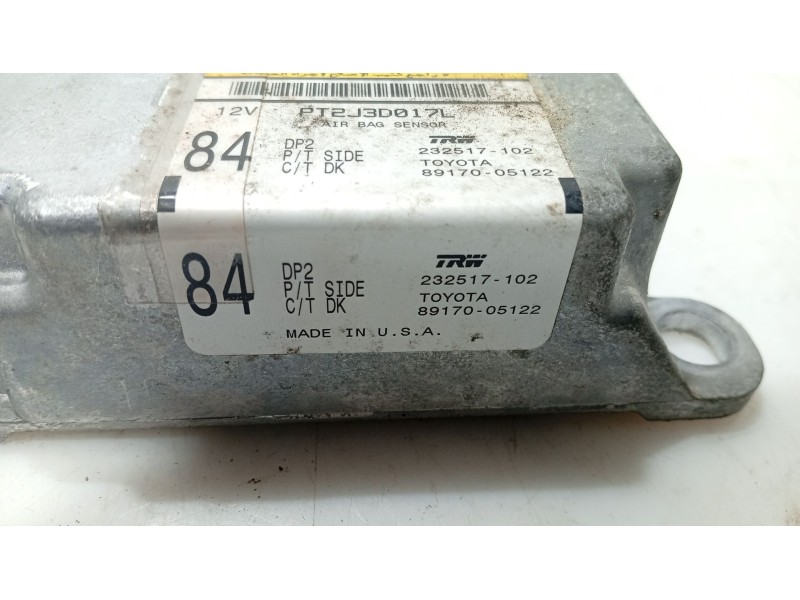 12V PT2J3D017L
AIR BAG SENSOR
84 DP2 TRW
P/T SIDE 232517-102
C/T DK TOYOTA
89170-05122
84 DP2 TRW
P/T SIDE 232517-102
C/T DK TOYOTA
89170-05122
MADE IN U.S.A.